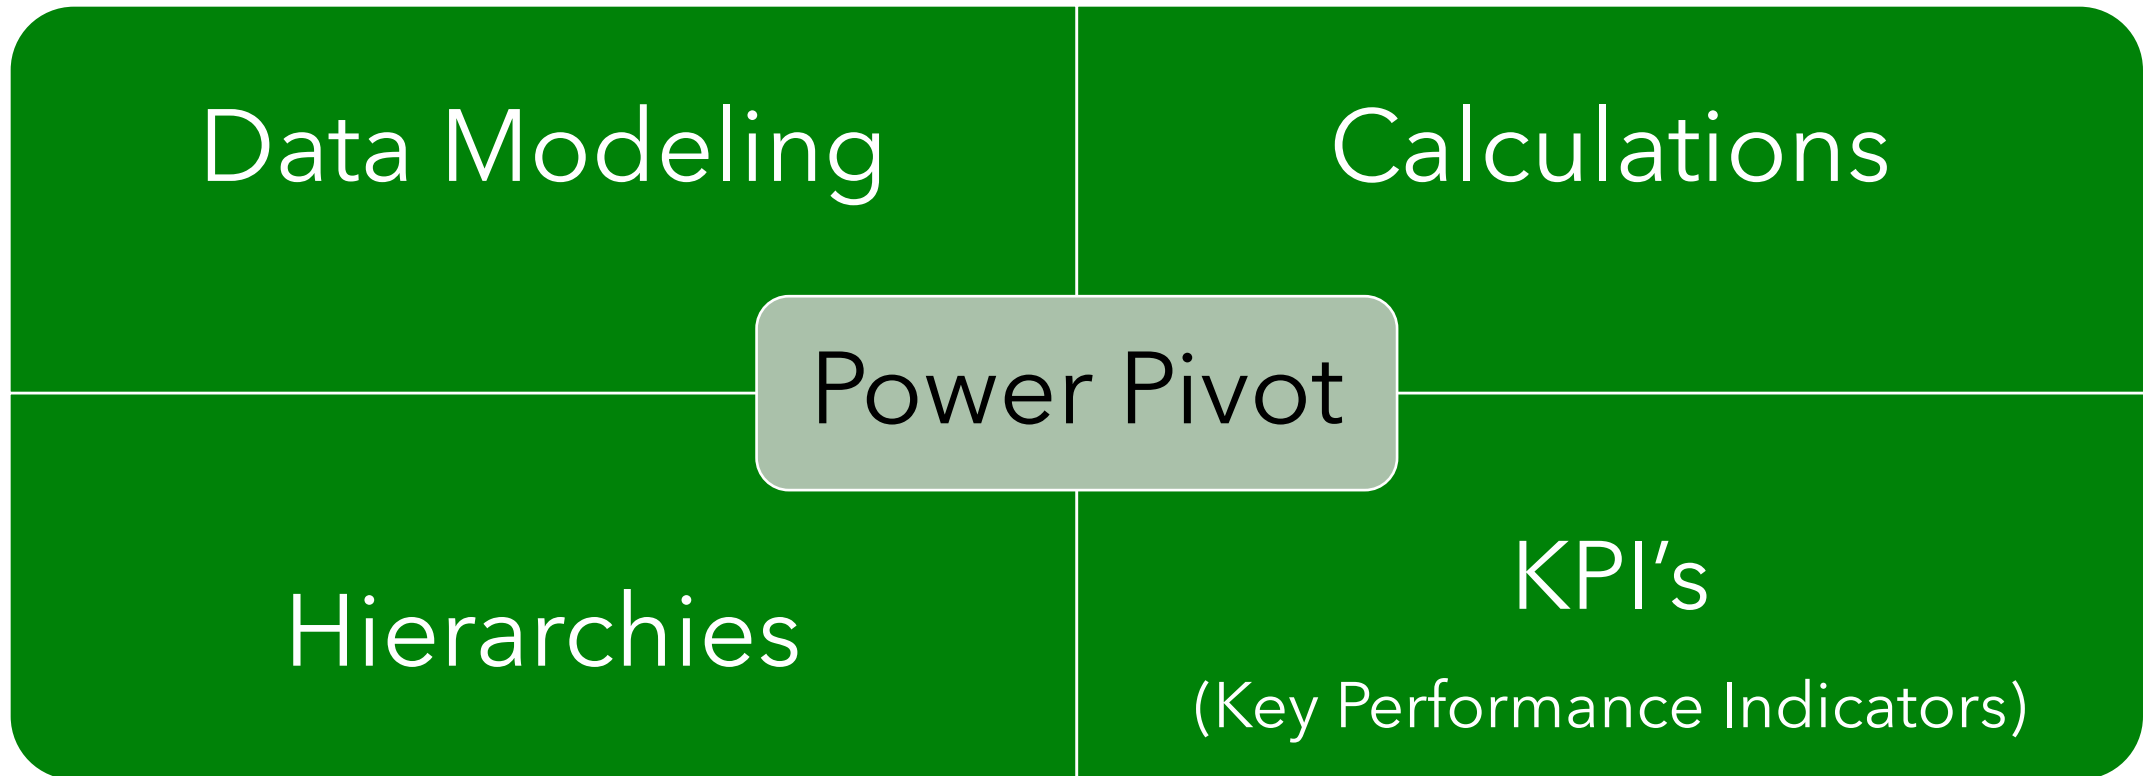 Data Modeling
Calculations
Power Pivot
Hierarchies
KPI’s
(Key Performance Indicators)